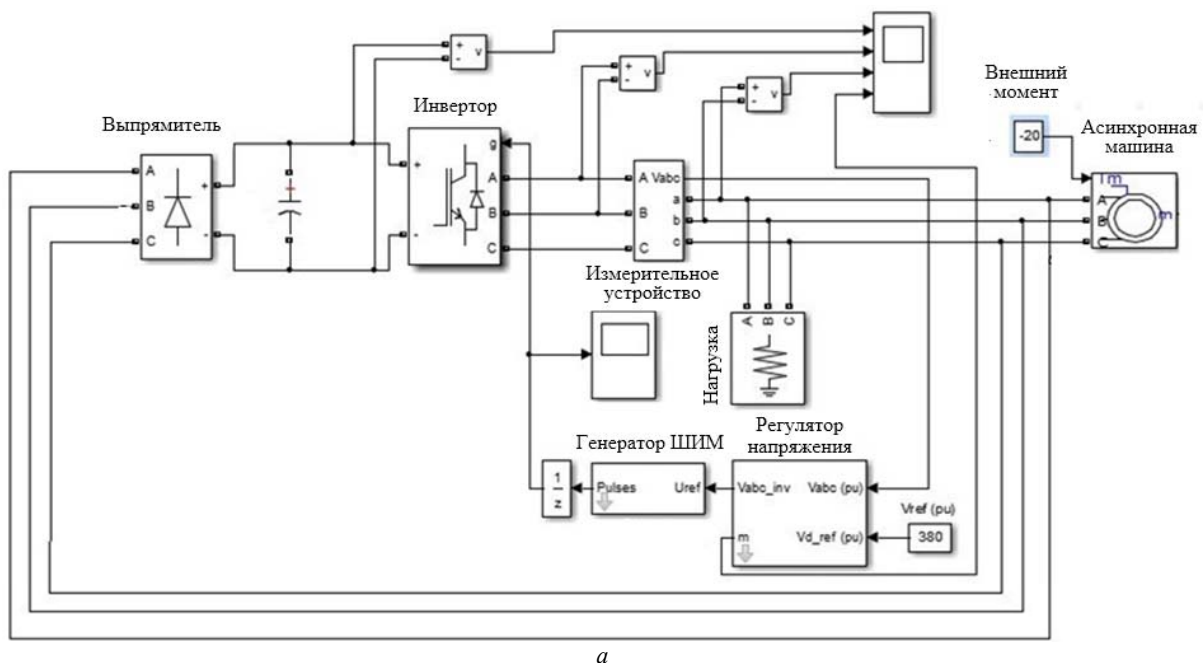 Внешний
момент
-20
Асинхронная
машина
Tm
A
B
C
m
Выпрямитель
A
B
C
+
-
Инвертор
g
+
-
A
B
C
+
-
v
+
-
v
+
-
v
A
B
C
Vabc
a
b
c
Измерительное
устройство
Нагрузка
A
B
C
Генератор ШИМ
Регулятор
напряжения
1
z
Pulses
Uref
Vabc_inv
Vabc (pu)
m
Vd_ref (pu)
Vref (pu)
380
а